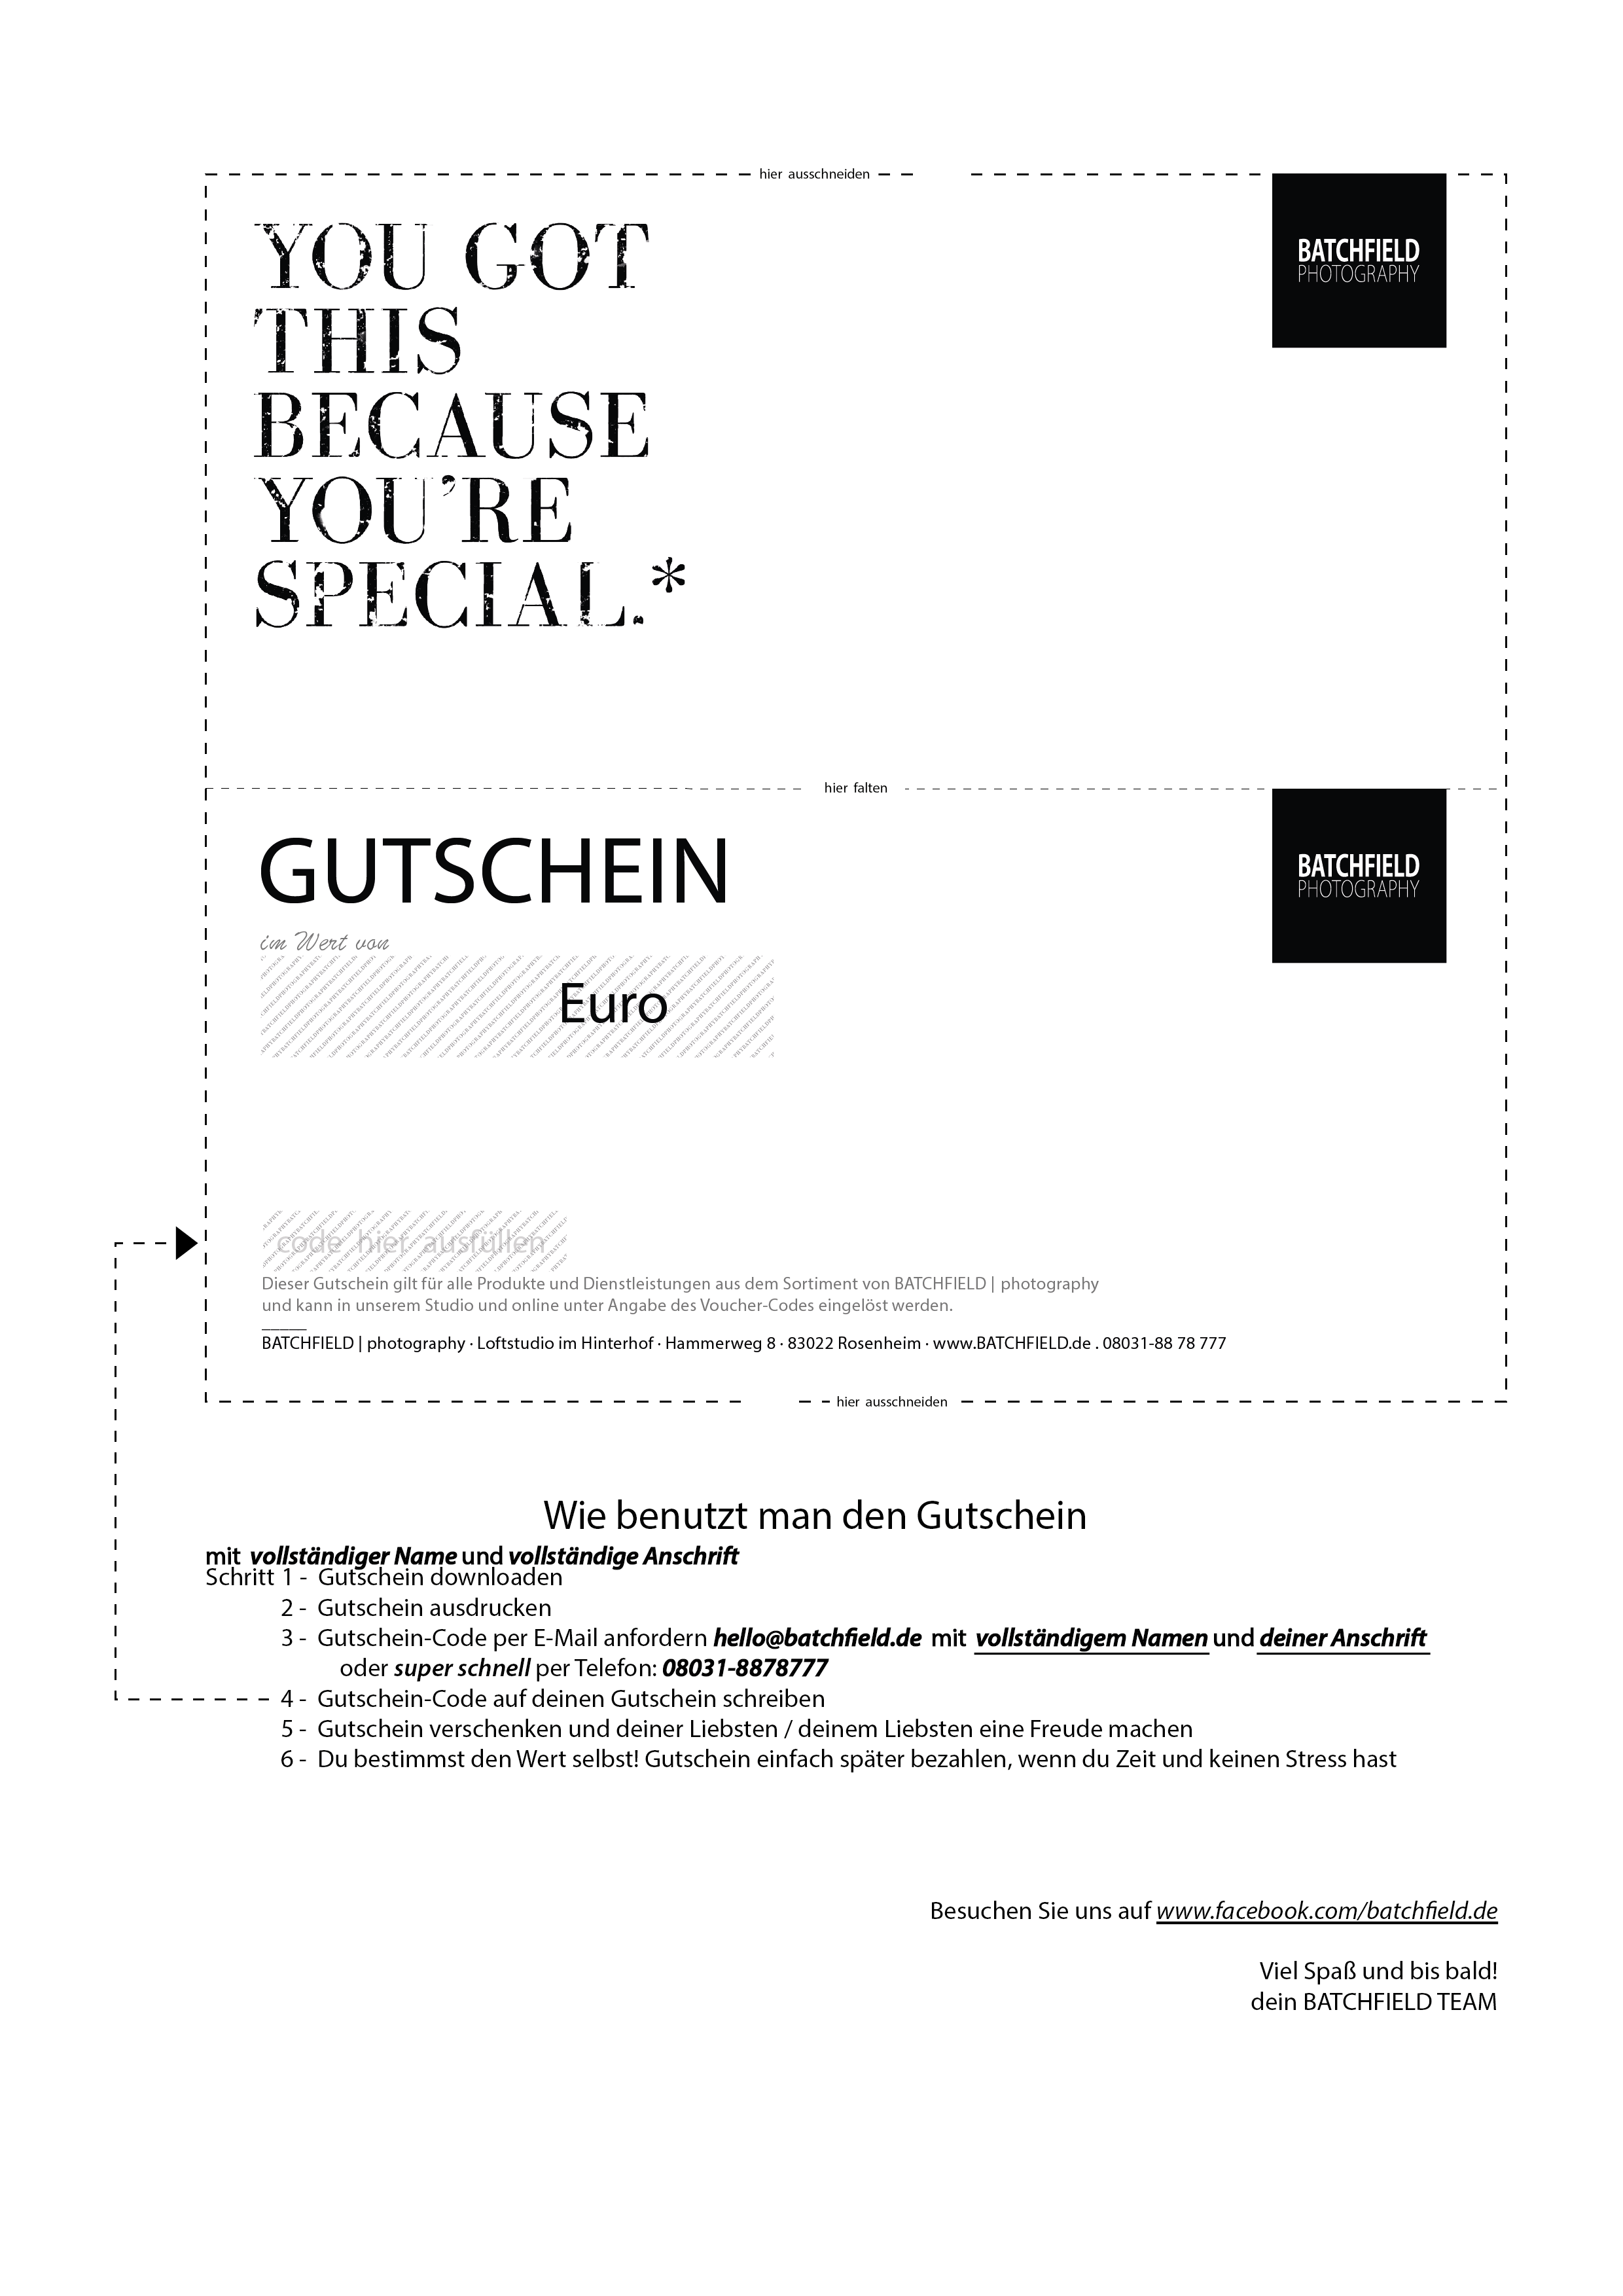 hier ausschneiden
YOU GOT
THIS
BECAUSE
YOU'RE
SPECIAL.*
BATCHFIELD
PHOTOGRAPHY
hier falten
GUTSCHEIN
BATCHFIELD
PHOTOGRAPHY
im Wert von
Euro
code hier ausfüllen
Dieser Gutschein gilt für alle Produkte und Dienstleistungen aus dem Sortiment von BATCHFIELD | photography
und kann in unserem Studio und online unter Angabe des Voucher-Codes eingelöst werden.
BATCHFIELD | photography · Loftstudio im Hinterhof · Hammerweg 8 · 83022 Rosenheim · www.BATCHFIELD.de . 08031-88 78 777
hier ausschneiden
Wie benutzt man den Gutschein
mit vollständiger Name und vollständige Anschrift
Schritt 1 - Gutschein downloaden
2 - Gutschein ausdrucken
3 - Gutschein-Code per E-Mail anfordern hello@batchfield.de mit vollständigem Namen und deiner Anschrift
oder super schnell per Telefon: 08031-8878777
4 - Gutschein-Code auf deinen Gutschein schreiben
5 - Gutschein verschenken und deiner Liebsten / deinem Liebsten eine Freude machen
6 - Du bestimmst den Wert selbst! Gutschein einfach später bezahlen, wenn du Zeit und keinen Stress hast
Besuchen Sie uns auf www.facebook.com/batchfield.de
Viel Spaß und bis bald!
dein BATCHFIELD TEAM